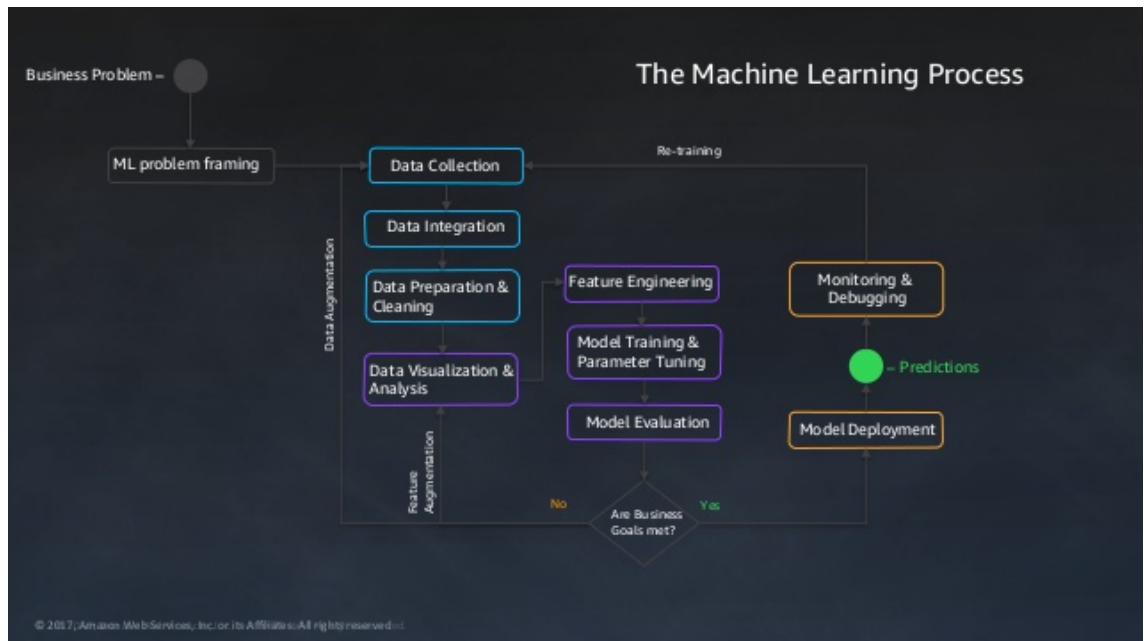 The Machine Learning Process
Business Problem –
ML problem framing
Data Collection
Re-training
Data Integration
Data Augmentation
Data Preparation &
Cleaning
Feature Engineering
Monitoring &
Debugging
Model Training &
Parameter Tuning
Data Visualization &
Analysis
– Predictions
Model Evaluation
Model Deployment
Feature
Augmentation
No
Are Business
Goals met?
Yes
© 2017, Amazon Web Services, Inc. or its Affiliates. All rights reserved.